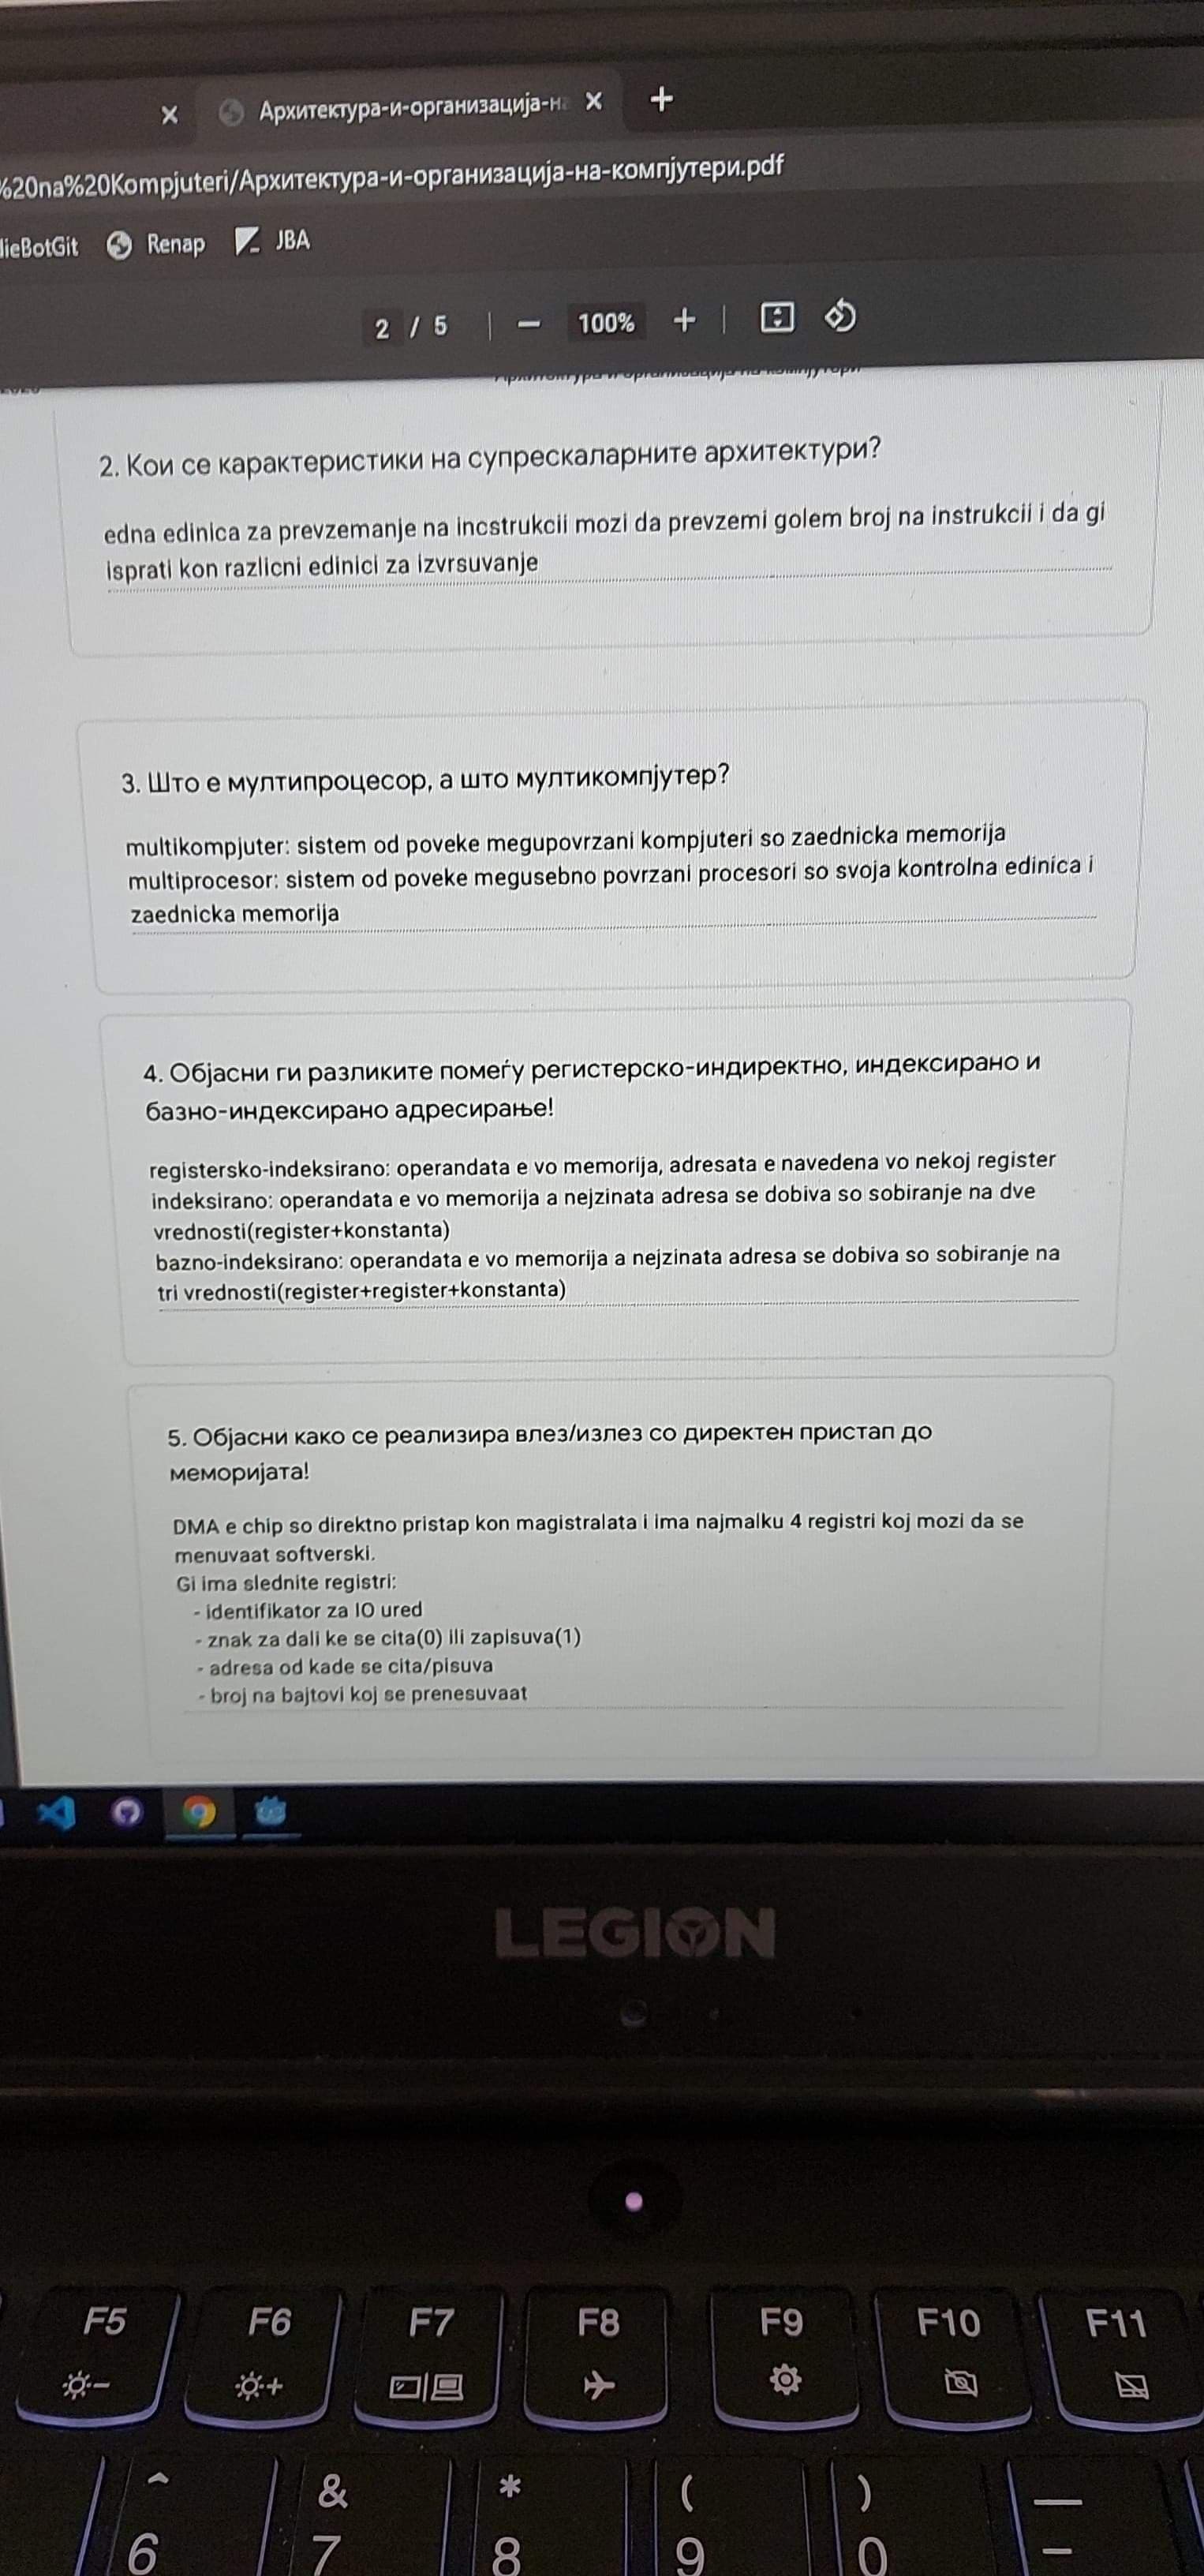 Архитектура-и-организација-н
%20na%20Kompjuteri/Архитектура-и-организација-на-компјутери.pdf
lieBotGit Renap JBA
2 / 5 | − 100% + |
Архитектура и организација на компјутери
2. Кои се карактеристики на супрескаларните архитектури?
edna edinica za prevzemanje na incstrukcii mozi da prevzemi golem broj na instrukcii i da gi
isprati kon razlicni edinici za izvrsuvanje
3. Што е мултипроцесор, а што мултикомпјутер?
multikompjuter: sistem od poveke megupovrzani kompjuteri so zaednicka memorija
multiprocesor: sistem od poveke megusebno povrzani procesori so svoja kontrolna edinica i
zaednicka memorija
4. Објасни ги разликите помеѓу регистерско-индиректно, индексирано и
базно-индексирано адресирање!
registersko-indeksirano: operandata e vo memorija, adresata e navedena vo nekoj register
indeksirano: operandata e vo memorija a nejzinata adresa se dobiva so sobiranje na dve
vrednosti(register+konstanta)
bazno-indeksirano: operandata e vo memorija a nejzinata adresa se dobiva so sobiranje na
tri vrednosti(register+register+konstanta)
5. Објасни како се реализира влез/излез со директен пристап до
меморијата!
DMA e chip so direktno pristap kon magistralata i ima najmalku 4 registri koj mozi da se
menuvaat softverski.
Gi ima slednite registri:
- identifikator za IO ured
- znak za dali ke se cita(0) ili zapisuva(1)
- adresa od kade se cita/pisuva
- broj na bajtovi koj se prenesuvaat
LEGION
F5 F6 F7 F8 F9 F10 F11
^ & * ( ) —
6 7 8 9 0 –